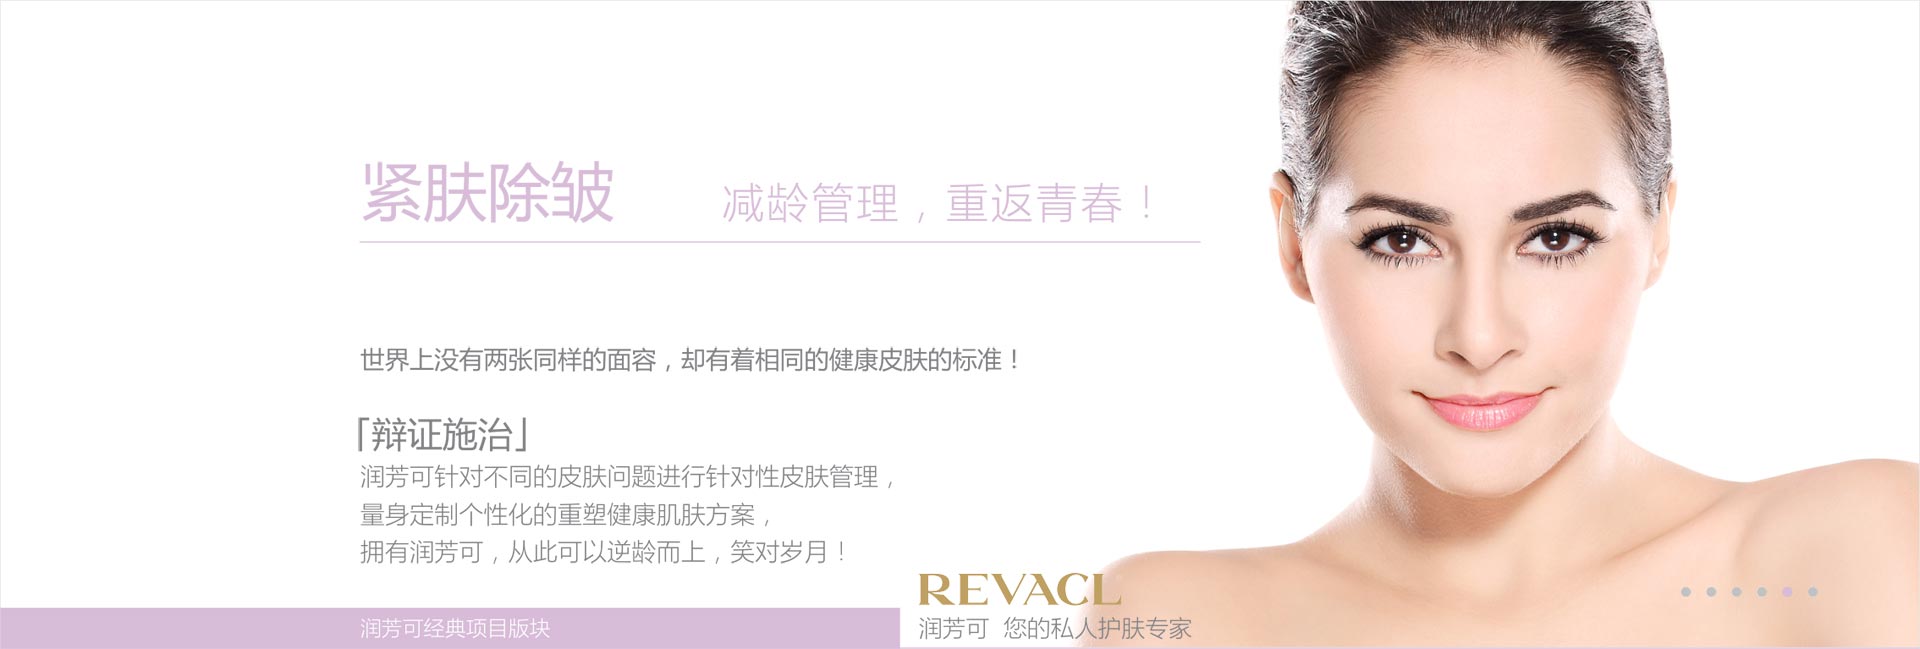 紧肤除皱 减龄管理，重返青春！
世界上没有两张同样的面容，却有着相同的健康皮肤的标准！
「辩证施治」
润芳可针对不同的皮肤问题进行针对性皮肤管理，
量身定制个性化的重塑健康肌肤方案，
拥有润芳可，从此可以逆龄而上，笑对岁月！
REVACL
润芳可经典项目版块
润芳可 您的私人护肤专家